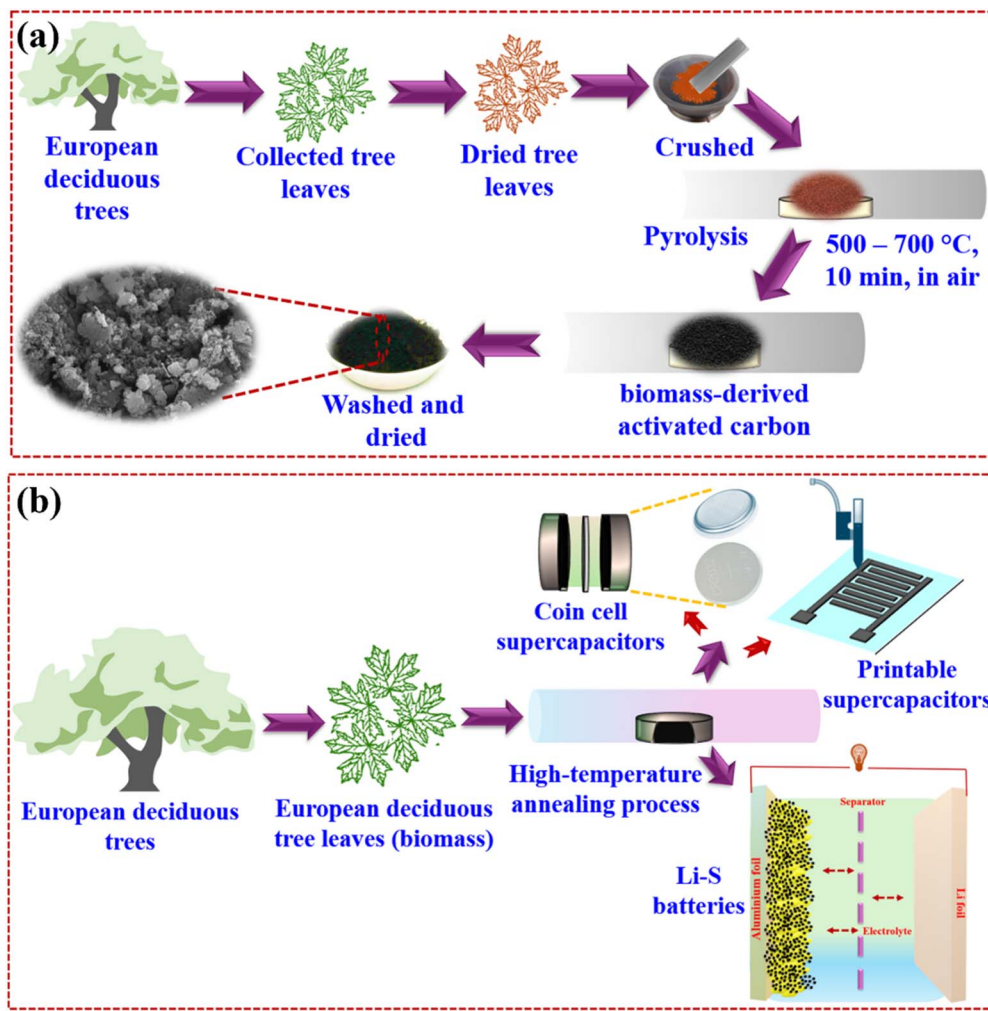 (a)
European
deciduous
trees
Collected tree
leaves
Dried tree
leaves
Crushed
Pyrolysis
500 – 700 °C,
10 min, in air
Washed and
dried
biomass-derived
activated carbon
(b)
Coin cell
supercapacitors
Printable
supercapacitors
European deciduous
trees
European deciduous
tree leaves (biomass)
High-temperature
annealing process
Li-S
batteries
Aluminium foil
Separator
Electrolyte
Li foil